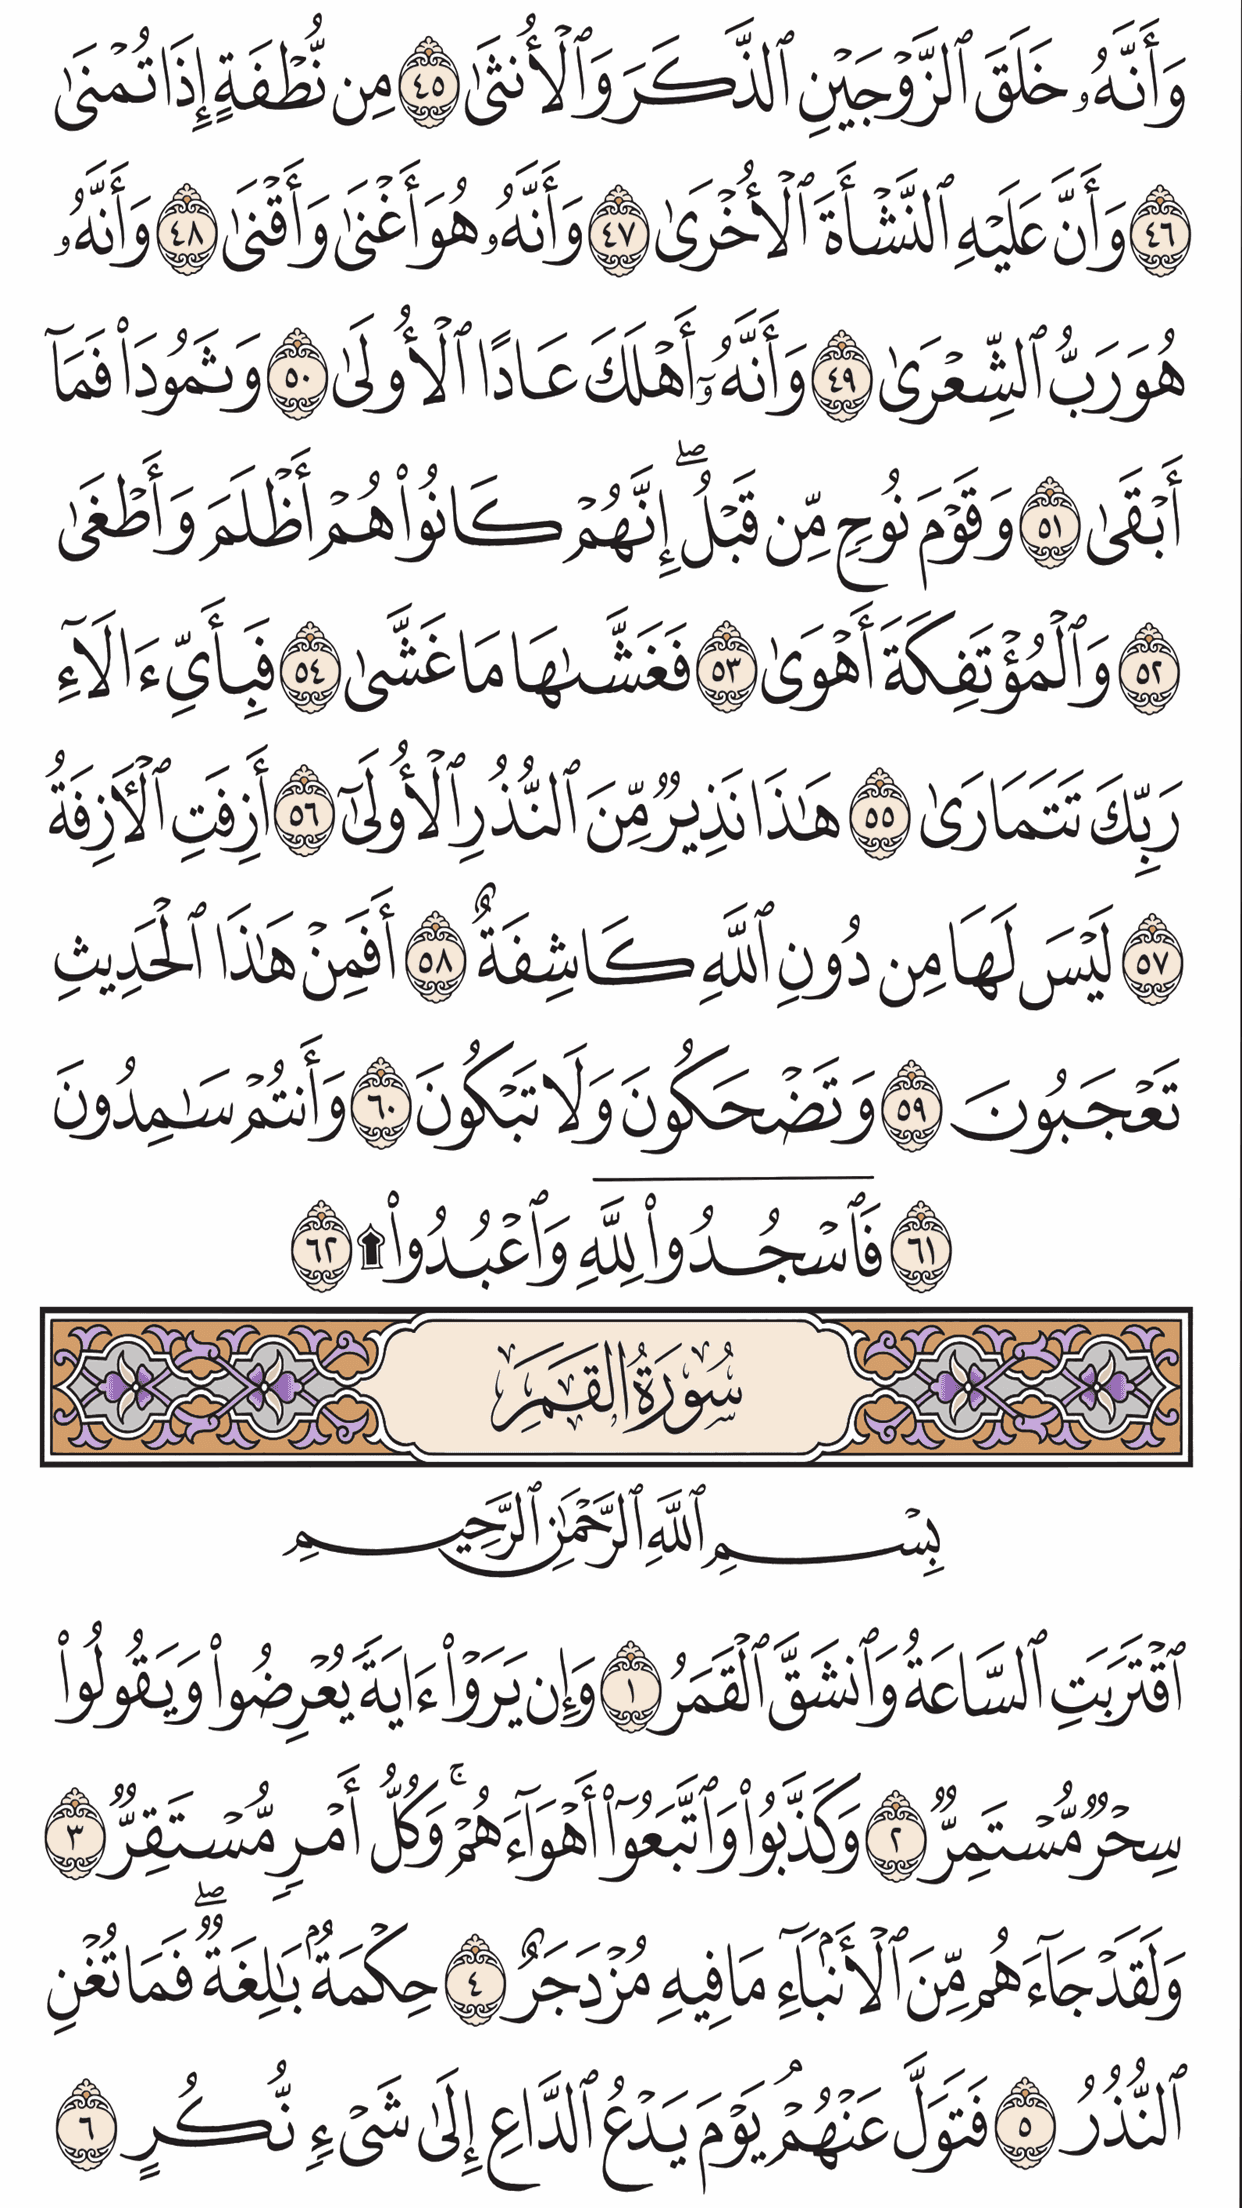 وَأَنَّهُۥ خَلَقَ ٱلزَّوْجَيْنِ ٱلذَّكَرَ وَٱلْأُنثَىٰ ٤٥ مِن نُّطْفَةٍ إِذَا تُمْنَىٰ
٤٦ وَأَنَّ عَلَيْهِ ٱلنَّشْأَةَ ٱلْأُخْرَىٰ ٤٧ وَأَنَّهُۥ هُوَ أَغْنَىٰ وَأَقْنَىٰ ٤٨ وَأَنَّهُۥ
هُوَ رَبُّ ٱلشِّعْرَىٰ ٤٩ وَأَنَّهُۥٓ أَهْلَكَ عَادًا ٱلْأُولَىٰ ٥٠ وَثَمُودَا۟ فَمَآ
أَبْقَىٰ ٥١ وَقَوْمَ نُوحٍ مِّن قَبْلُ ۖ إِنَّهُمْ كَانُوا۟ هُمْ أَظْلَمَ وَأَطْغَىٰ
٥٢ وَٱلْمُؤْتَفِكَةَ أَهْوَىٰ ٥٣ فَغَشَّىٰهَا مَا غَشَّىٰ ٥٤ فَبِأَىِّ ءَالَآءِ
رَبِّكَ تَتَمَارَىٰ ٥٥ هَٰذَا نَذِيرٌ مِّنَ ٱلنُّذُرِ ٱلْأُولَىٰٓ ٥٦ أَزِفَتِ ٱلْـَٔازِفَةُ
٥٧ لَيْسَ لَهَا مِن دُونِ ٱللَّهِ كَاشِفَةٌ ٥٨ أَفَمِنْ هَٰذَا ٱلْحَدِيثِ
تَعْجَبُونَ ٥٩ وَتَضْحَكُونَ وَلَا تَبْكُونَ ٦٠ وَأَنتُمْ سَٰمِدُونَ
٦١ فَٱسْجُدُوا۟ لِلَّهِ وَٱعْبُدُوا۟ ۩ ٦٢
سُورَةُ القَمَرِ
بِسْمِ ٱللَّهِ ٱلرَّحْمَٰنِ ٱلرَّحِيمِ
ٱقْتَرَبَتِ ٱلسَّاعَةُ وَٱنشَقَّ ٱلْقَمَرُ ١ وَإِن يَرَوْا۟ ءَايَةً يُعْرِضُوا۟ وَيَقُولُوا۟
سِحْرٌ مُّسْتَمِرٌّ ٢ وَكَذَّبُوا۟ وَٱتَّبَعُوٓا۟ أَهْوَآءَهُمْ ۚ وَكُلُّ أَمْرٍ مُّسْتَقِرٌّ ٣
وَلَقَدْ جَآءَهُم مِّنَ ٱلْأَنۢبَآءِ مَا فِيهِ مُزْدَجَرٌ ٤ حِكْمَةٌۢ بَٰلِغَةٌ ۖ فَمَا تُغْنِ
ٱلنُّذُرُ ٥ فَتَوَلَّ عَنْهُمْ ۘ يَوْمَ يَدْعُ ٱلدَّاعِ إِلَىٰ شَىْءٍ نُّكُرٍ ٦